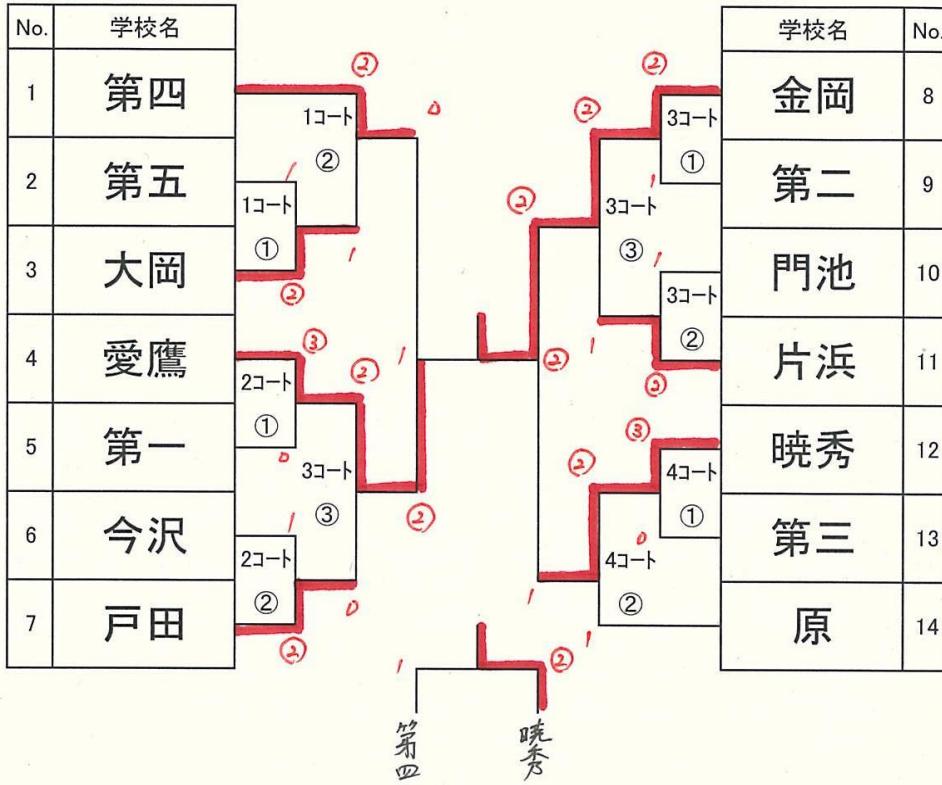 No. 学校名
1 第四
2 第五
3 大岡
4 愛鷹
5 第一
6 今沢
7 戸田
② 0
1コート
②
1
1コート
①
1
②
③
2コート
①
0
②
1
3コート
③
1
2コート
②
0
②
②
学校名 No.
金岡 8
第二 9
門池 10
片浜 11
暁秀 12
第三 13
原 14
②
3コート
①
②
1
②
3コート
③
1
3コート
②
1
②
②
③
4コート
①
②
0
4コート
②
1
1
1 ②
第四 暁秀